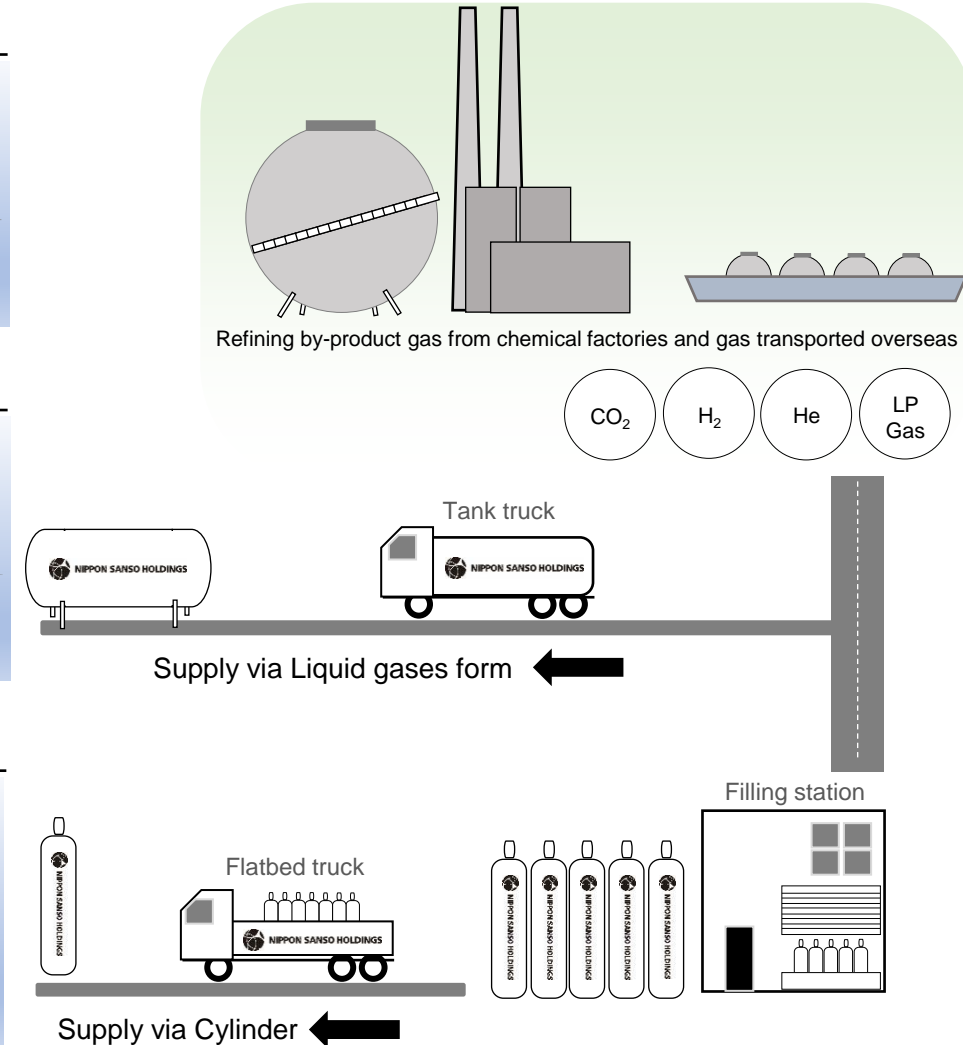 Refining by-product gas from chemical factories and gas transported overseas
CO₂
H₂
He
LP
Gas
Tank truck
NIPPON SANSO HOLDINGS
NIPPON SANSO HOLDINGS
Supply via Liquid gases form
Filling station
Flatbed truck
NIPPON SANSO HOLDINGS
NIPPON SANSO HOLDINGS
NIPPON SANSO HOLDINGS
NIPPON SANSO HOLDINGS
NIPPON SANSO HOLDINGS
NIPPON SANSO HOLDINGS
NIPPON SANSO HOLDINGS
Supply via Cylinder